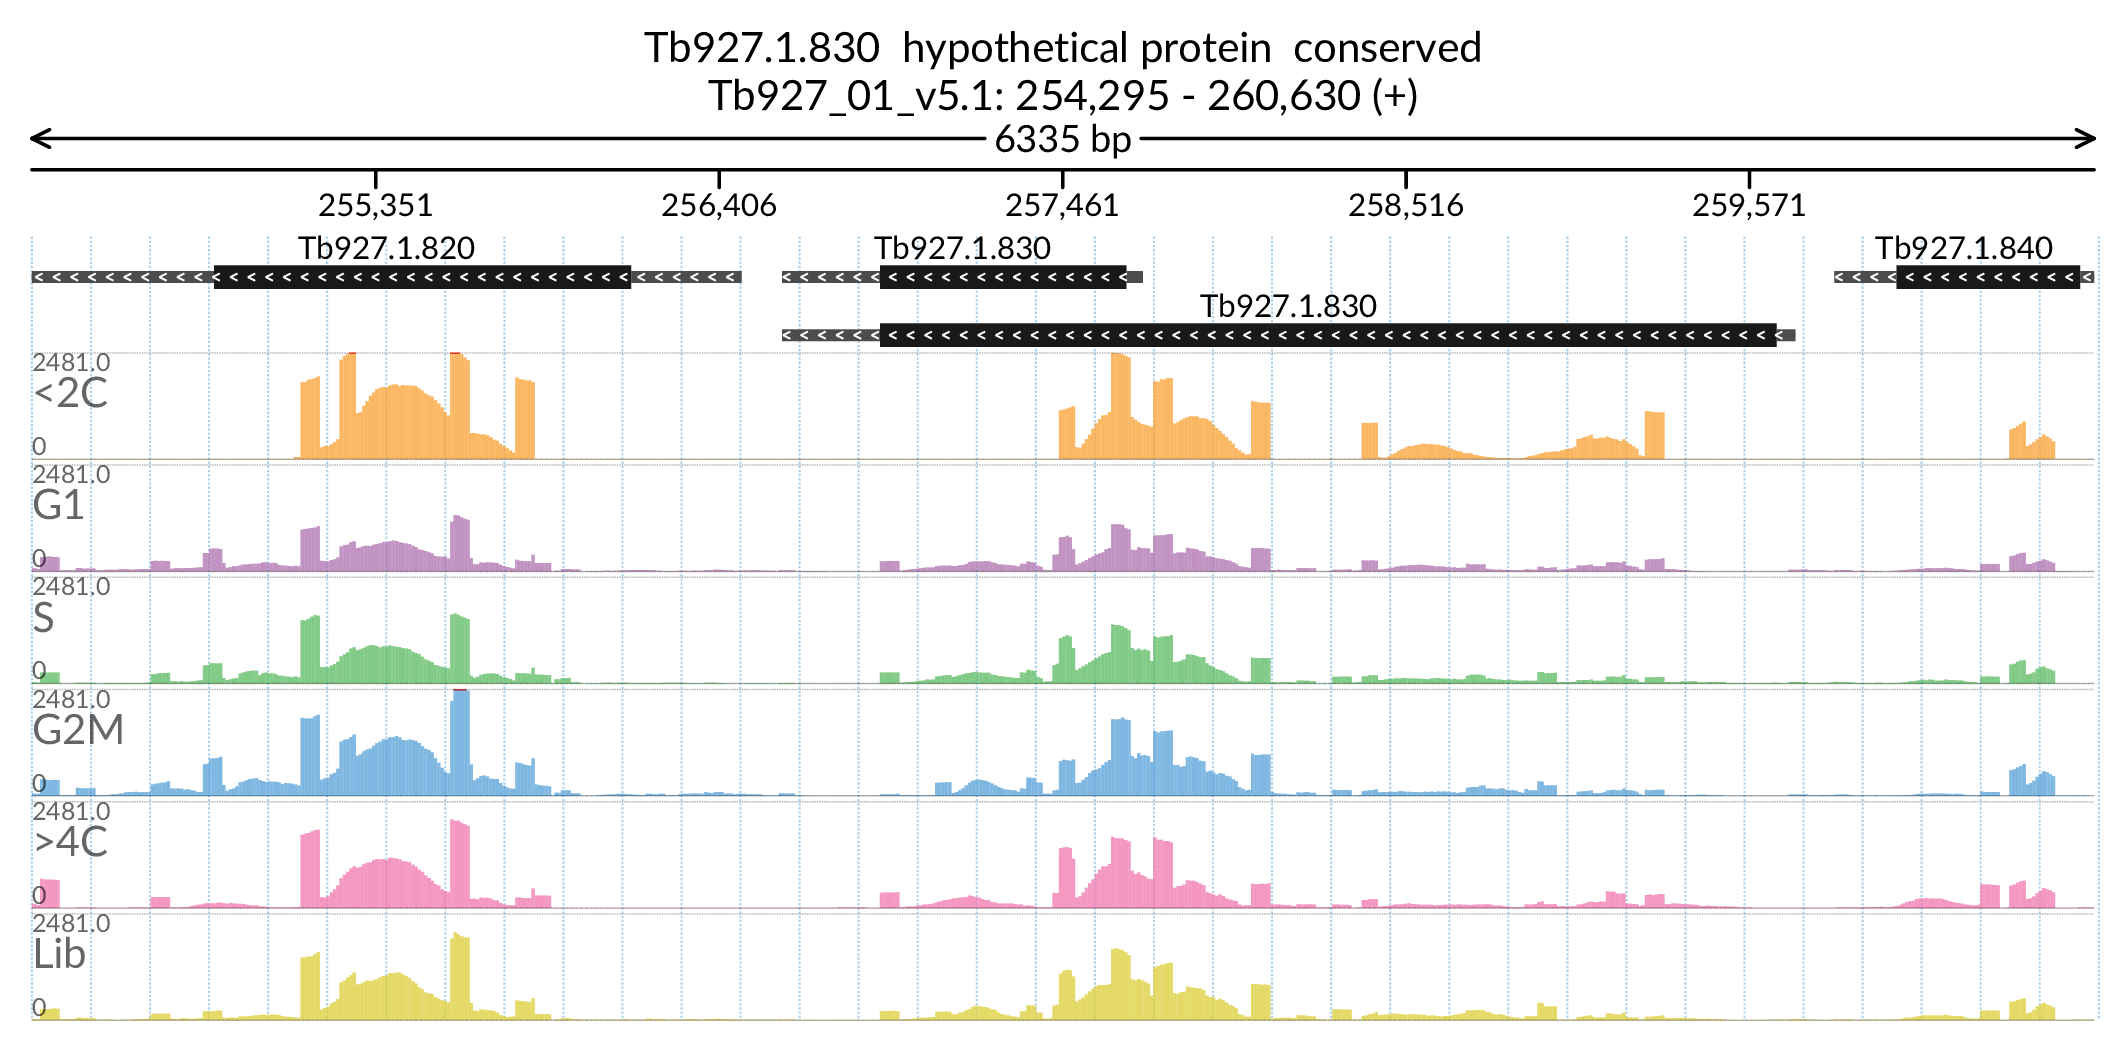 Tb927.1.830  hypothetical protein  conserved
Tb927_01_v5.1: 254,295 - 260,630 (+)
6335 bp
255,351 256,406 257,461 258,516 259,571
Tb927.1.820 Tb927.1.830 Tb927.1.840
Tb927.1.830
2481.0
<2C
0
2481.0
G1
0
2481.0
S
0
2481.0
G2M
0
2481.0
>4C
0
2481.0
Lib
0